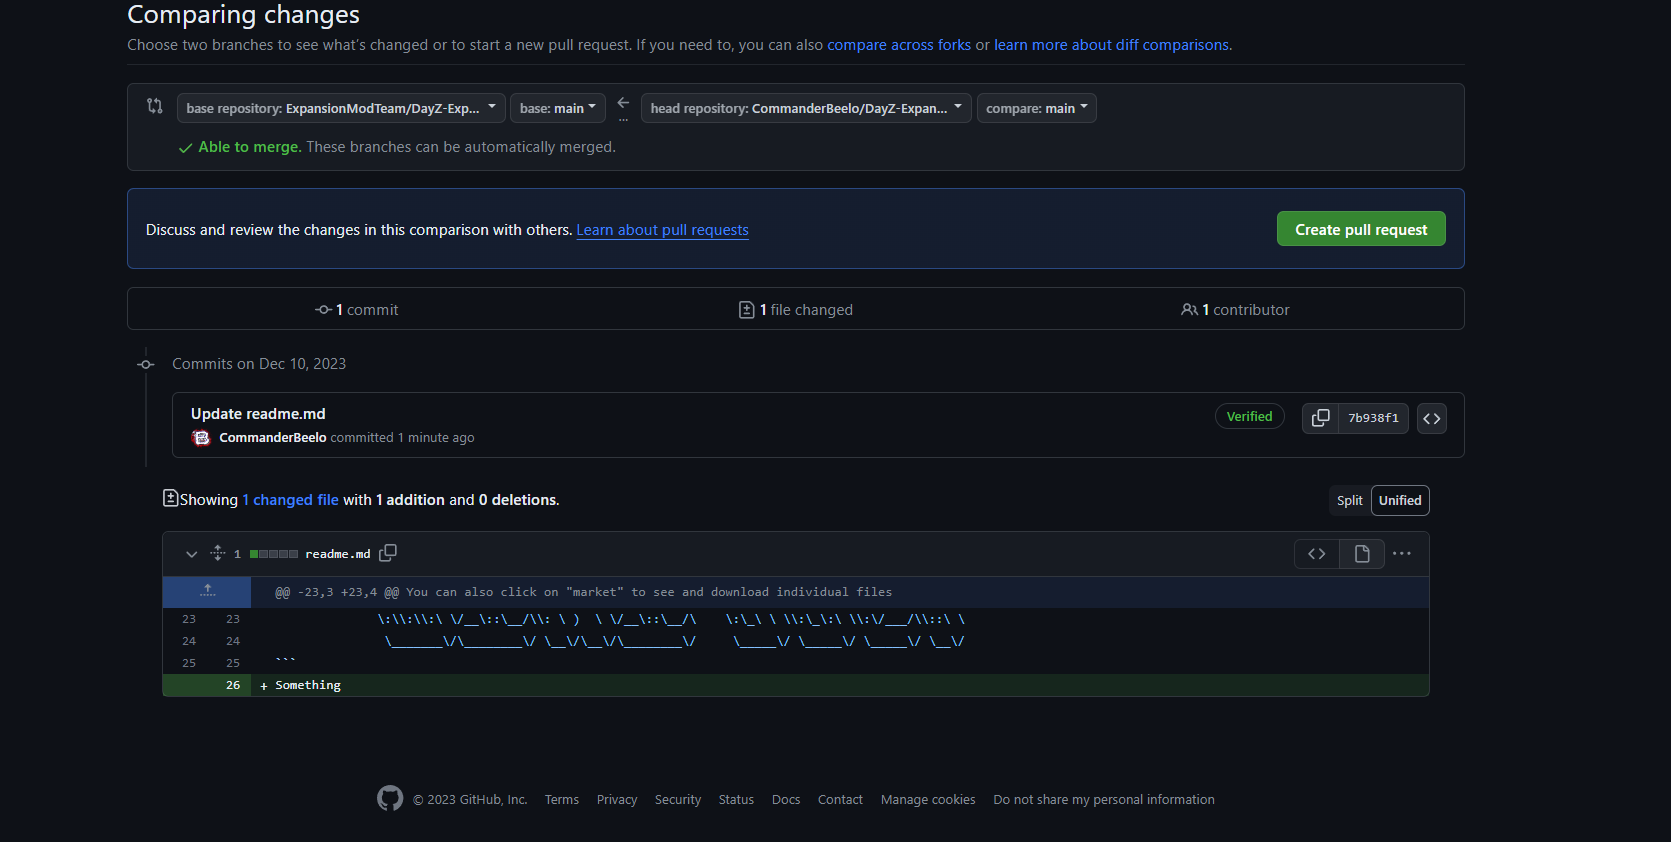 Comparing changes
Choose two branches to see what's changed or to start a new pull request. If you need to, you can also compare across forks or learn more about diff comparisons.
base repository: ExpansionModTeam/DayZ-Exp... base: main ← ... head repository: CommanderBeelo/DayZ-Expan... compare: main
Able to merge. These branches can be automatically merged.
Discuss and review the changes in this comparison with others. Learn about pull requests Create pull request
1 commit 1 file changed 1 contributor
Commits on Dec 10, 2023
Update readme.md Verified 7b938f1
CommanderBeelo committed 1 minute ago
Showing 1 changed file with 1 addition and 0 deletions. Split Unified
1 readme.md
@@ -23,3 +23,4 @@ You can also click on "market" to see and download individual files
23 23 \:\\:\\:\ \/__\::\__/\\: \ )  \ \/__\::\__/\    \:\_\ \ \\:\_\:\ \\:\/___/\\::\ \
24 24 \_______\/\________\/ \__\/\__\/\________\/     \_____\/ \_____\/ \_____\/ \__\/
25 25 ```
26 + Something
© 2023 GitHub, Inc. Terms Privacy Security Status Docs Contact Manage cookies Do not share my personal information